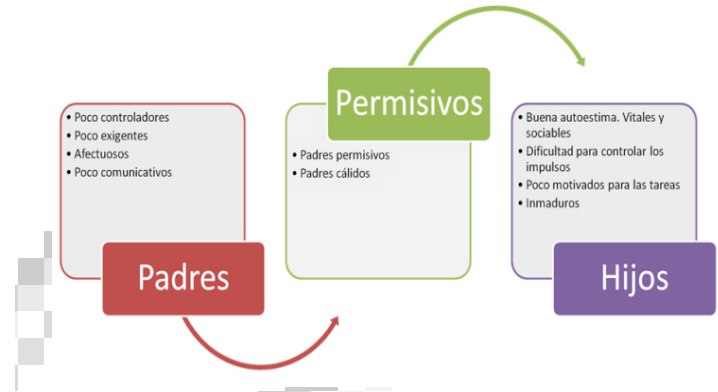 • Poco controladores
• Poco exigentes
• Afectuosos
• Poco comunicativos
Padres
Permisivos
• Padres permisivos
• Padres cálidos
• Buena autoestima. Vitales y
sociables
• Dificultad para controlar los
impulsos
• Poco motivados para las tareas
• Inmaduros
Hijos